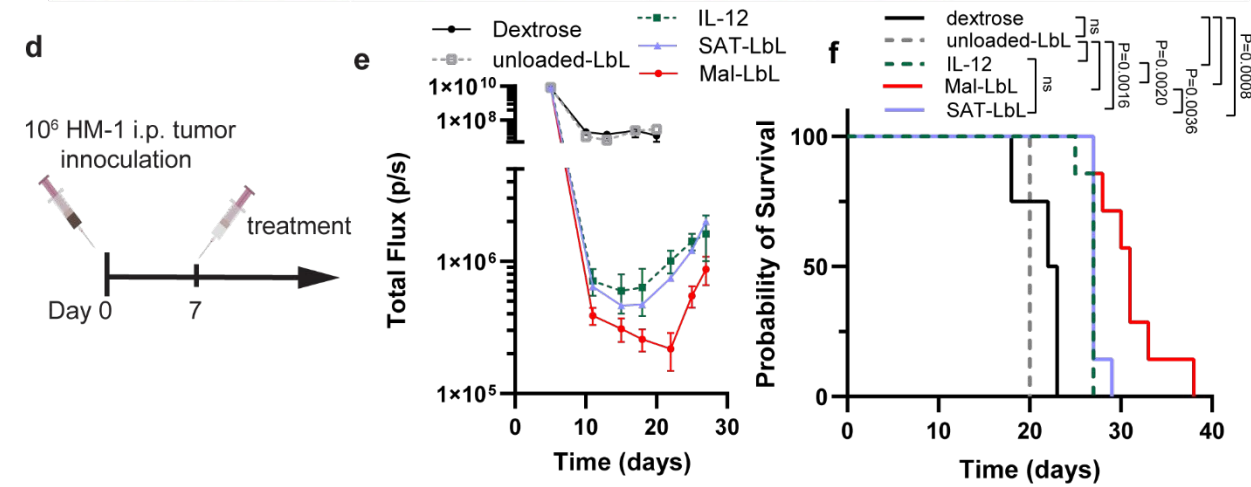 d
10⁶ HM-1 i.p. tumor
innoculation
treatment
Day 0
7
e
Dextrose
unloaded-LbL
IL-12
SAT-LbL
Mal-LbL
Total Flux (p/s)
1×10¹⁰
1×10⁸
1×10⁶
1×10⁵
0
10
20
30
Time (days)
f
dextrose
unloaded-LbL
IL-12
Mal-LbL
SAT-LbL
ns
ns
P=0.0016
P=0.0020
P=0.0036
P=0.0008
Probability of Survival
100
50
0
0
10
20
30
40
Time (days)